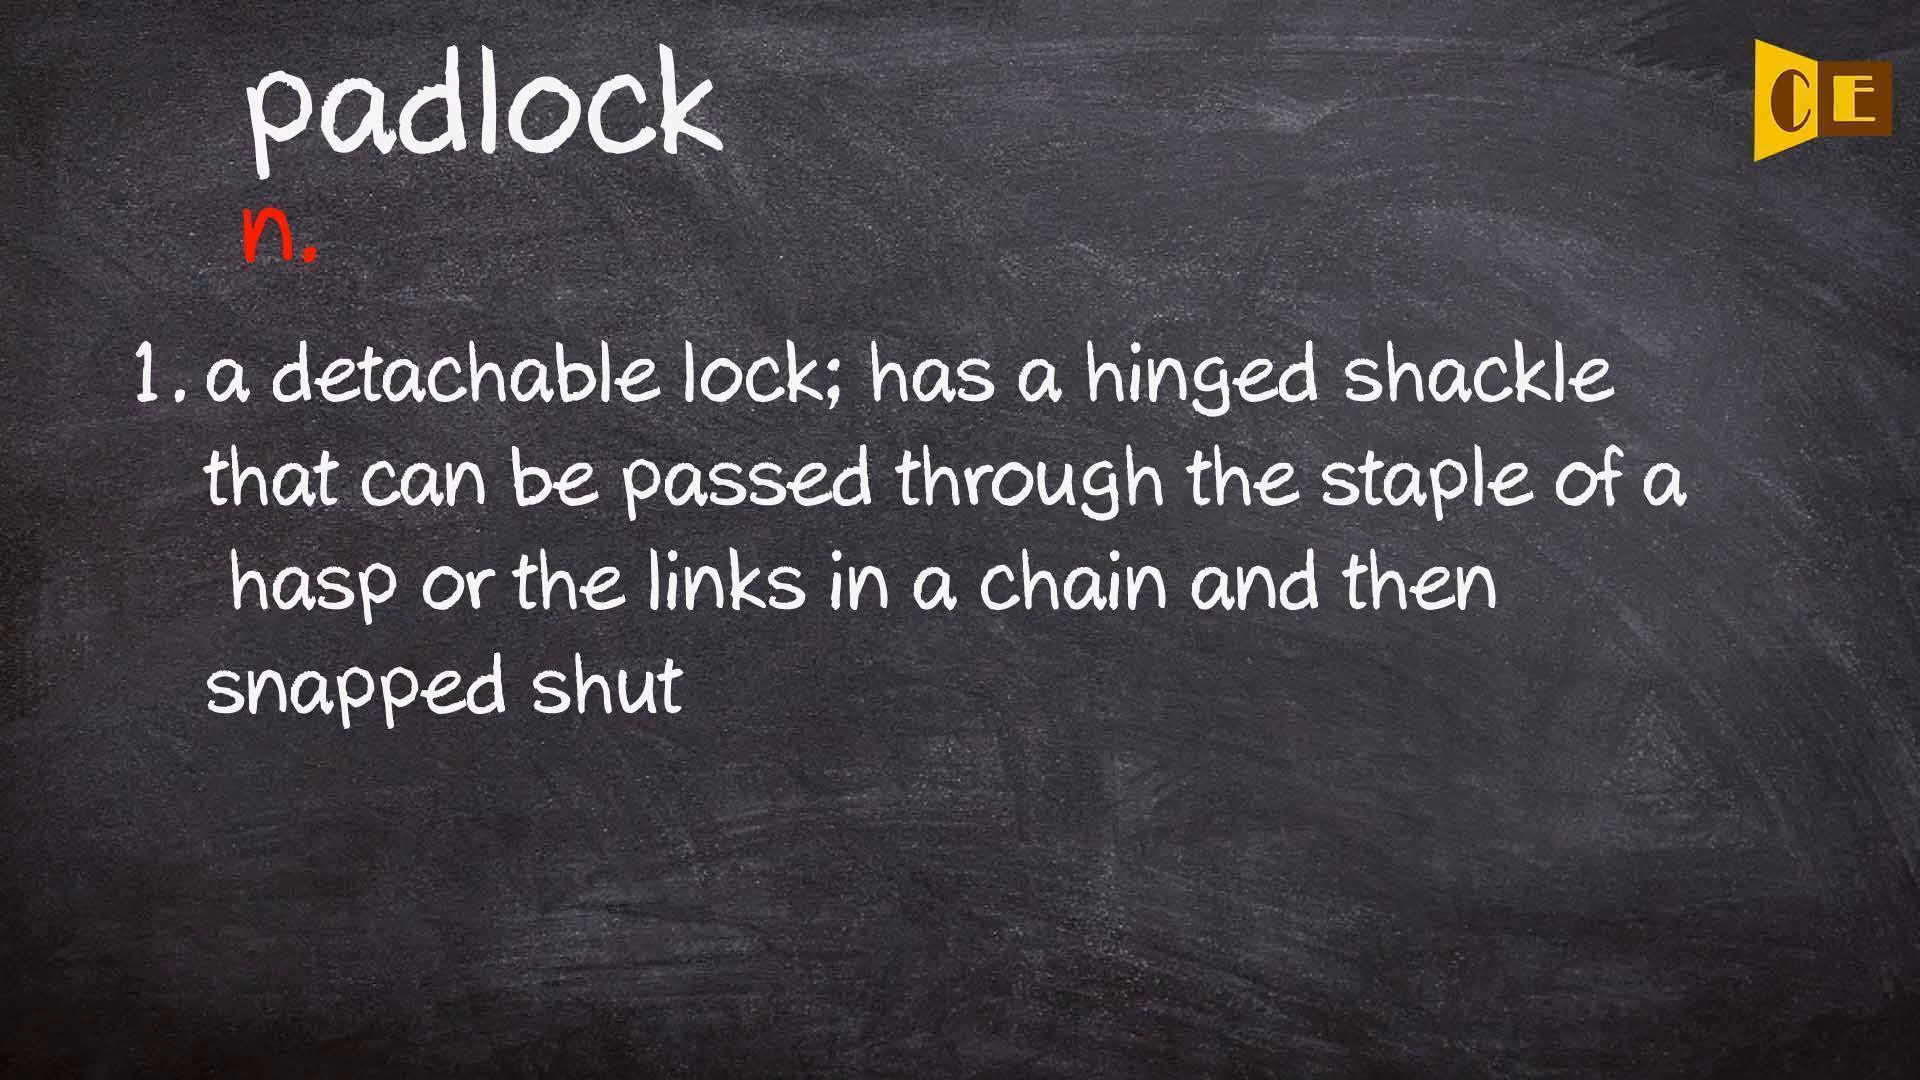 padlock
CE
n.
1. a detachable lock; has a hinged shackle
that can be passed through the staple of a
hasp or the links in a chain and then
snapped shut